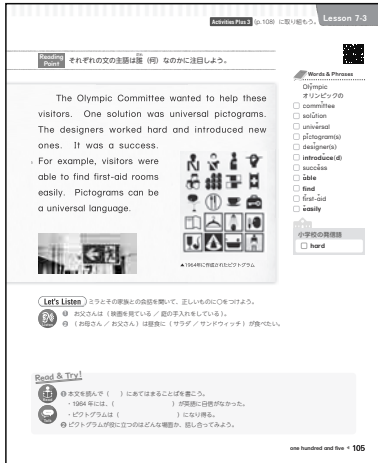 Activities Plus 3 (p.108) に取り組もう。
Lesson 7-3
Reading Point それぞれの文の主語は誰（何）なのかに注目しよう。
The Olympic Committee wanted to help these
visitors. One solution was universal pictograms.
The designers worked hard and introduced new
ones. It was a success.
For example, visitors were
able to find first-aid rooms
easily. Pictograms can be
a universal language.
▲1964年に作成されたピクトグラム
Words & Phrases
Olympic
オリンピックの
committee
solution
universal
pictogram(s)
designer(s)
introduce(d)
success
able
find
first-aid
easily
小学校の発信語
hard
Let's Listen ミラとその家族との会話を聞いて、正しいものに○をつけよう。
❶ お父さんは（映画を見ている ／ 庭の手入れをしている）。
❷ （お母さん ／ お父さん）は昼食に（サラダ ／ サンドウィッチ）が食べたい。
Read & Try!
❶ 本文を読んで（　）にあてはまることばを書こう。
・1964 年には、（　）が英語に自信がなかった。
・ピクトグラムは（　）になり得る。
❷ ピクトグラムが役に立つのはどんな場面か、話し合ってみよう。
one hundred and five 105